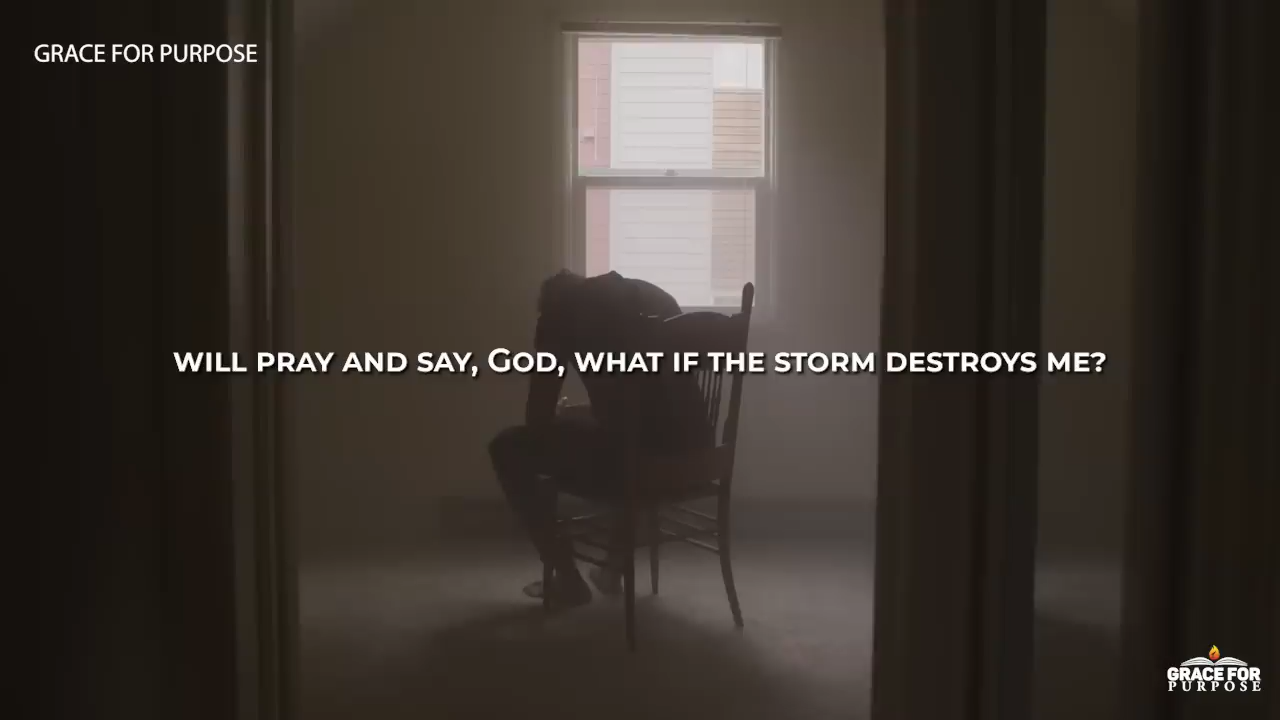 GRACE FOR PURPOSE
WILL PRAY AND SAY, GOD, WHAT IF THE STORM DESTROYS ME?
GRACE FOR
PURPOSE